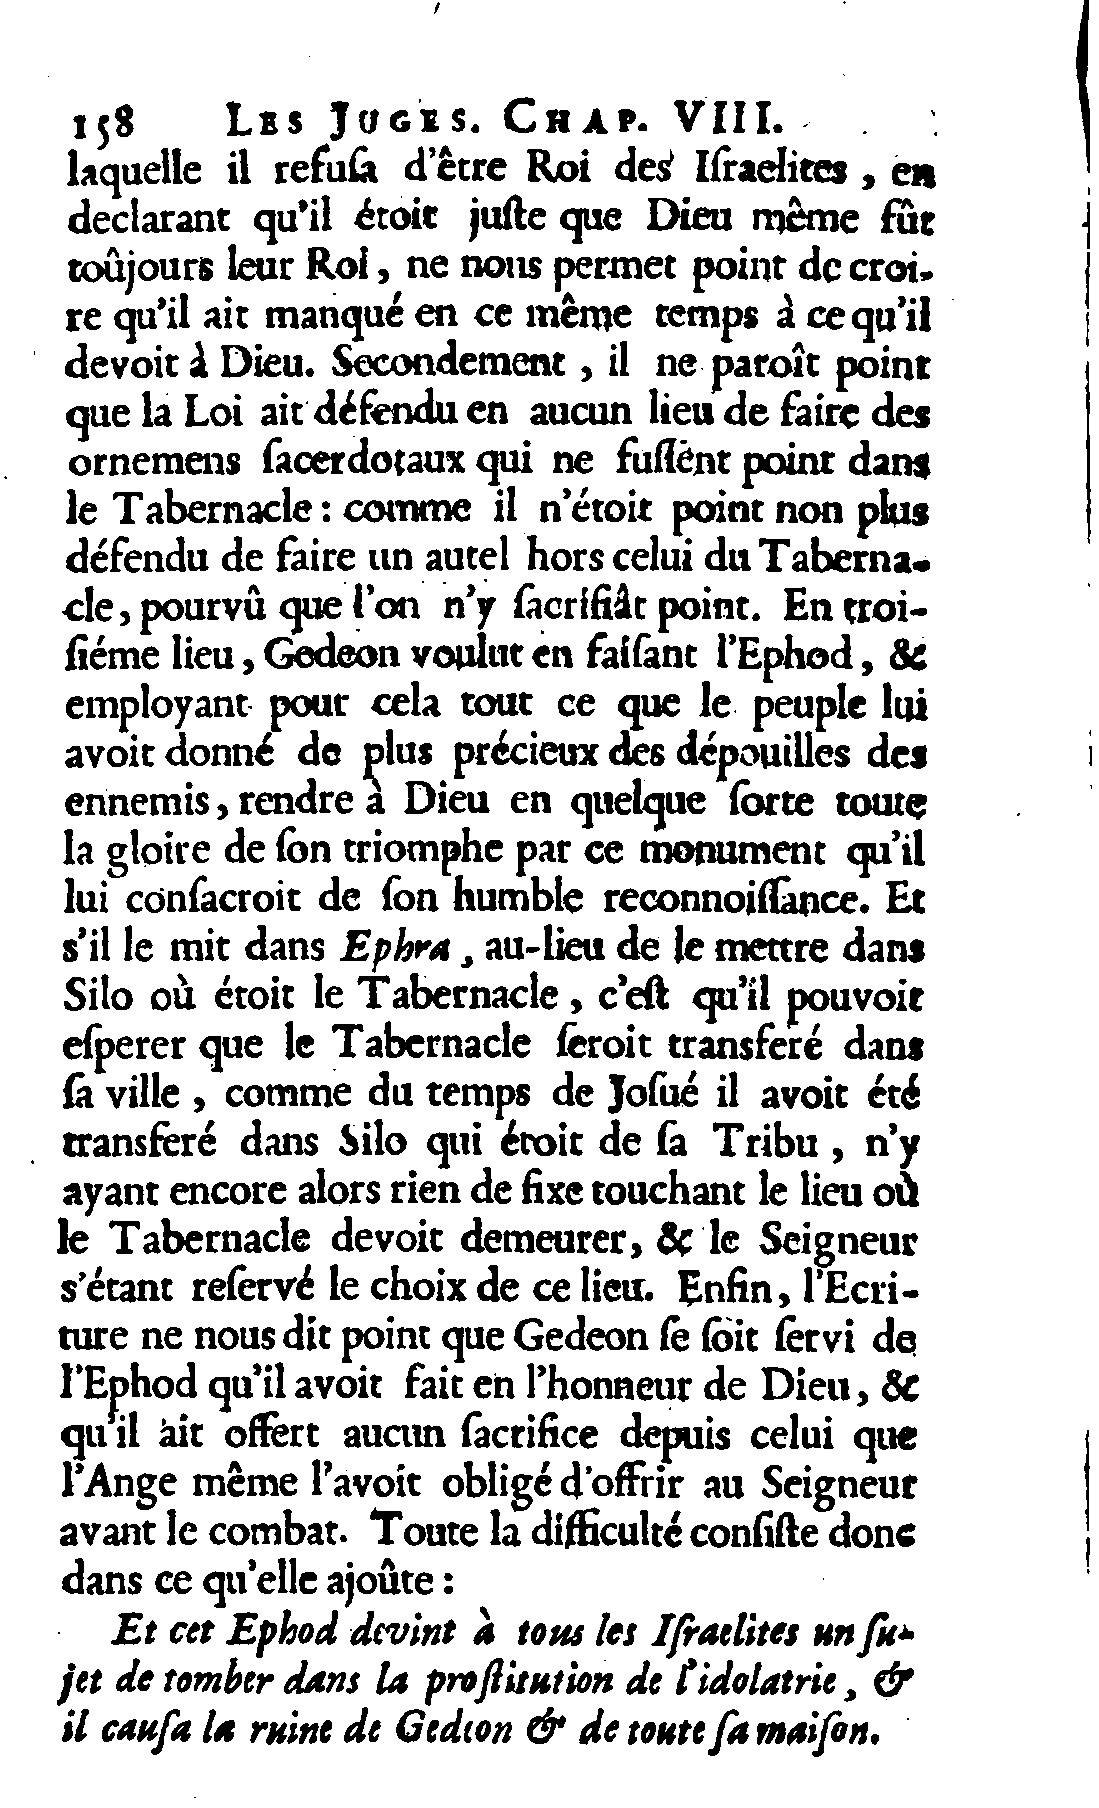 158 LES JUGES. CHAP. VIII.
laquelle il refuſa d'être Roi des Iſraelites, en
declarant qu'il étoit juſte que Dieu même fût
toûjours leur Roi, ne nous permet point de croi-
re qu'il ait manqué en ce même temps à ce qu'il
devoit à Dieu. Secondement, il ne paroît point
que la Loi ait défendu en aucun lieu de faire des
ornemens ſacerdotaux qui ne fuſſent point dans
le Tabernacle : comme il n'étoit point non plus
défendu de faire un autel hors celui du Taberna-
cle, pourvû que l'on n'y ſacrifiât point. En troi-
ſiéme lieu, Gedeon voulut en faiſant l'Ephod, &
employant pour cela tout ce que le peuple lui
avoit donné de plus précieux des dépouilles des
ennemis, rendre à Dieu en quelque ſorte toute
la gloire de ſon triomphe par ce monument qu'il
lui conſacroit de ſon humble reconnoiſſance. Et
s'il le mit dans Ephra, au-lieu de le mettre dans
Silo où étoit le Tabernacle, c'eſt qu'il pouvoit
eſperer que le Tabernacle ſeroit transferé dans
ſa ville, comme du temps de Joſué il avoit été
transferé dans Silo qui étoit de ſa Tribu, n'y
ayant encore alors rien de fixe touchant le lieu où
le Tabernacle devoit demeurer, & le Seigneur
s'étant reſervé le choix de ce lieu. Enfin, l'Ecri-
ture ne nous dit point que Gedeon ſe ſoit ſervi de
l'Ephod qu'il avoit fait en l'honneur de Dieu, &
qu'il ait offert aucun ſacrifice depuis celui que
l'Ange même l'avoit obligé d'offrir au Seigneur
avant le combat. Toute la difficulté conſiſte donc
dans ce qu'elle ajoûte :
Et cet Ephod devint à tous les Iſraelites un ſu-
jet de tomber dans la proſtitution de l'idolatrie, &
il cauſa la ruine de Gedeon & de toute ſa maiſon.